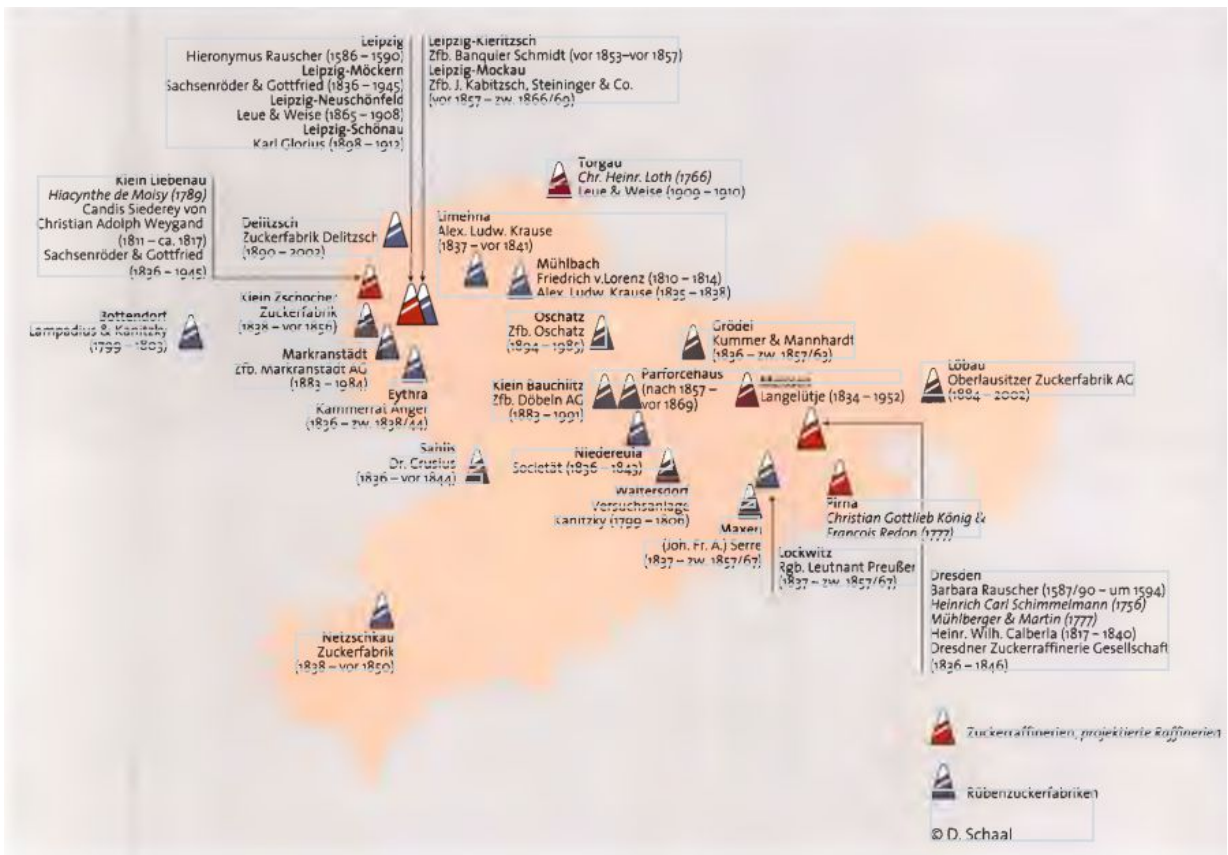 Leipzig
Hieronymus Rauscher (1586 – 1590)
Leipzig-Möckern
Sachsenröder & Gottfried (1836 – 1945)
Leipzig-Neuschönfeld
Leue & Weise (1865 – 1908)
Leipzig-Schönau
Karl Glorius (1898 – 1912)
Leipzig-Kieritzsch
Zfb. Banquier Schmidt (vor 1853–vor 1857)
Leipzig-Mockau
Zfb. J. Kabitzsch, Steininger & Co.
(vor 1857 – zw. 1866/69)
Torgau
Chr. Heinr. Loth (1766)
Leue & Weise (1909 – 1910)
Klein Liebenau
Hiacynthe de Moisy (1789)
Candis Siederey von
Christian Adolph Weygand
(1811 – ca. 1817)
Sachsenröder & Gottfried
(1836 – 1945)
Delitzsch
Zuckerfabrik Delitzsch
(1890 – 2002)
Limehna
Alex. Ludw. Krause
(1837 – vor 1841)
Mühlbach
Friedrich v.Lorenz (1810 – 1814)
Alex. Ludw. Krause (1835 – 1838)
Klein Zschocher
Zuckerfabrik
(1838 – vor 1856)
Bottendorf
Lampadius & Kanitzky
(1799 – 1803)
Oschatz
Zfb. Oschatz
(1894 – 1985)
Grödel
Kummer & Mannhardt
(1836 – zw. 1857/63)
Markranstädt
Zfb. Markranstädt AG
(1883 – 1984)
Eythra
Kammerrat Anger
(1836 – zw. 1838/44)
Klein Bauchlitz
Zfb. Döbeln AG
(1883 – 1991)
Parforcehaus
(nach 1857 –
vor 1869)
Langelütje (1834 – 1952)
Löbau
Oberlausitzer Zuckerfabrik AG
(1884 – 2002)
Sahlis
Dr. Crusius
(1836 – vor 1844)
Niedereula
Societät (1836 – 1843)
Waltersdorf
Versuchsanlage
Kanitzky (1799 – 1806)
Maxen
(Joh. Fr. A.) Serre
(1837 – zw. 1857/67)
Lockwitz
Rgb. Leutnant Preußer
(1837 – zw. 1857/67)
Pirna
Christian Gottlieb König &
François Redon (1777)
Dresden
Barbara Rauscher (1587/90 – um 1594)
Heinrich Carl Schimmelmann (1756)
Mühlberger & Martin (1777)
Heinr. Wilh. Calberla (1817 – 1840)
Dresdner Zuckerraffinerie Gesellschaft
(1836 – 1846)
Netzschkau
Zuckerfabrik
(1838 – vor 1850)
Zuckerraffinerien, projektierte Raffinerien
Rübenzuckerfabriken
© D. Schaal